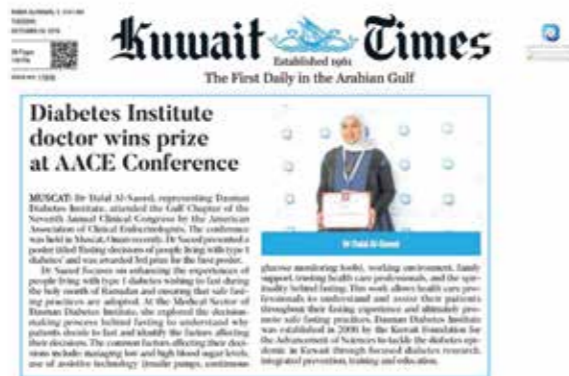 TUESDAY,
Kuwait Times
Established 1961
The First Daily in the Arabian Gulf
Diabetes Institute
doctor wins prize
at AACE Conference
MUSCAT: Dr Dalal Al-Saeed, representing Dasman
Diabetes Institute, attended the Gulf Chapter of the
Seventh Annual Clinical Congress by the American
Association of Clinical Endocrinologists. The conference
was held in Muscat, Oman recently. Dr Saeed presented a
poster titled 'Fasting decisions of people living with type 1
diabetes' and was awarded 3rd prize for the best poster.
Dr Saeed focuses on enhancing the experiences of
people living with type 1 diabetes wishing to fast during
the holy month of Ramadan and ensuring that safe fast-
ing practices are adopted. At the Medical Sector of
Dasman Diabetes Institute, she explored the decision-
making process behind fasting to understand why
patients decide to fast and identify the factors affecting
their decisions. The common factors affecting their deci-
sions include: managing low and high blood sugar levels,
use of assistive technology (insulin pumps, continuous
Dr Dalal Al-Saeed
glucose monitoring tools), working environment, family
support, trusting health care professionals, and the spir-
ituality behind fasting. This work allows health care pro-
fessionals to understand and assist their patients
throughout their fasting experience and ultimately pro-
mote safe fasting practices. Dasman Diabetes Institute
was established in 2006 by the Kuwait Foundation for
the Advancement of Sciences to tackle the diabetes epi-
demic in Kuwait through focused diabetes research,
integrated prevention, training and education.